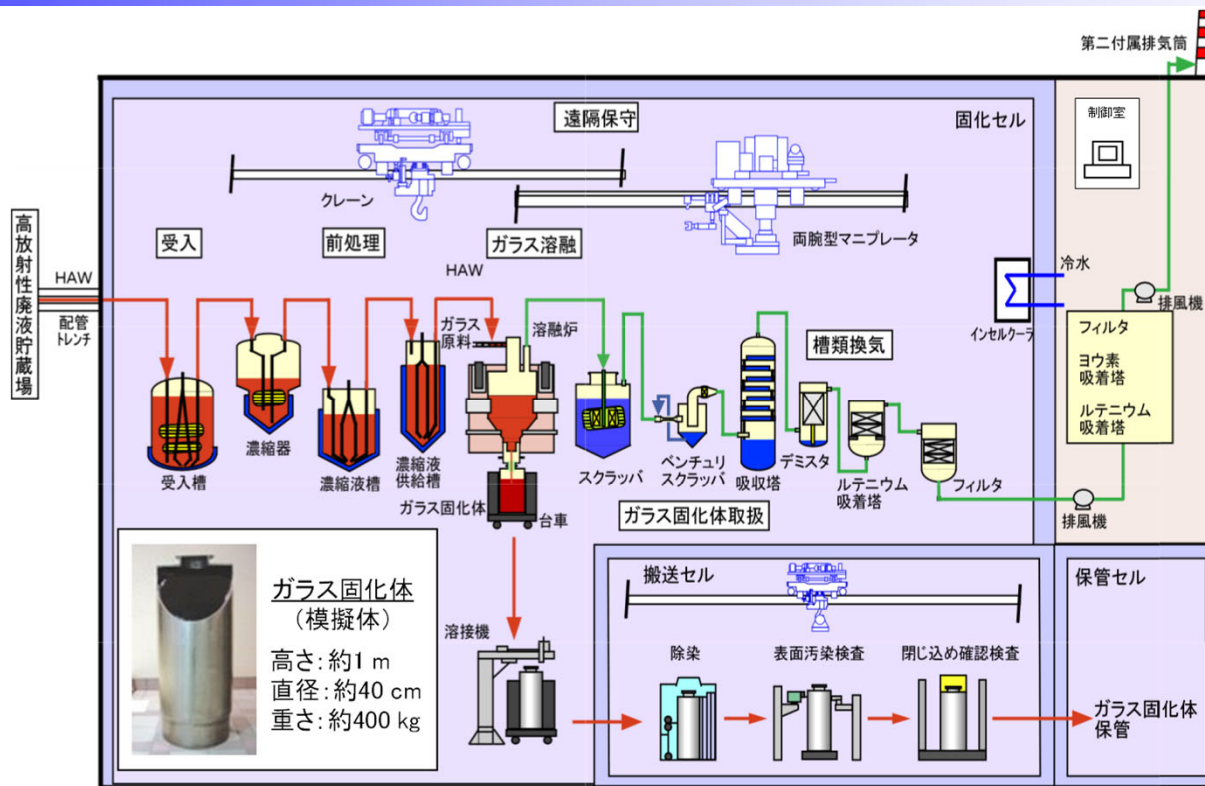 第二付属排気筒
制御室
遠隔保守
固化セル
クレーン
両腕型マニプレータ
高放射性廃液貯蔵場
HAW
配管
トレンチ
受入
前処理
ガラス溶融
HAW
ガラス
原料
溶融炉
槽類換気
インセルクーラ
冷水
排風機
フィルタ
ヨウ素
吸着塔
ルテニウム
吸着塔
受入槽
濃縮器
濃縮液槽
濃縮液
供給槽
ガラス固化体
台車
スクラッバ
ベンチュリ
スクラッバ
吸収塔
デミスタ
ルテニウム
吸着塔
フィルタ
排風機
ガラス固化体取扱
ガラス固化体
(模擬体)
高さ:約1 m
直径:約40 cm
重さ:約400 kg
溶接機
搬送セル
除染
表面汚染検査
閉じ込め確認検査
保管セル
ガラス固化体
保管